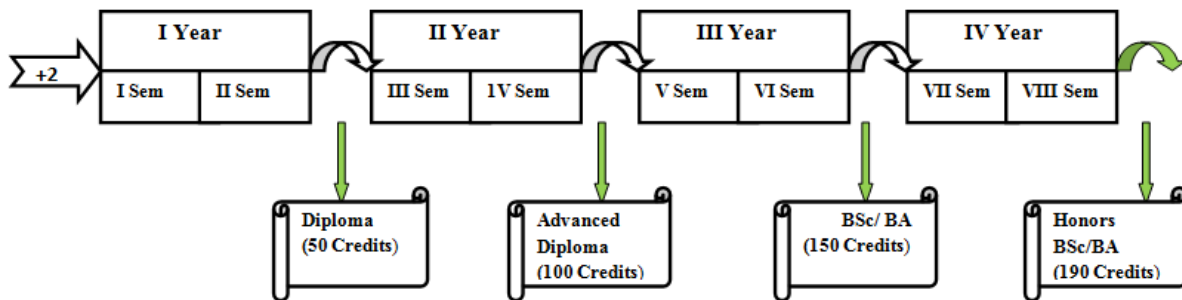 I Year
II Year
III Year
IV Year
+2
I Sem
II Sem
III Sem
1V Sem
V Sem
VI Sem
VII Sem
VIII Sem
Diploma
(50 Credits)
Advanced
Diploma
(100 Credits)
BSc/ BA
(150 Credits)
Honors
BSc/BA
(190 Credits)